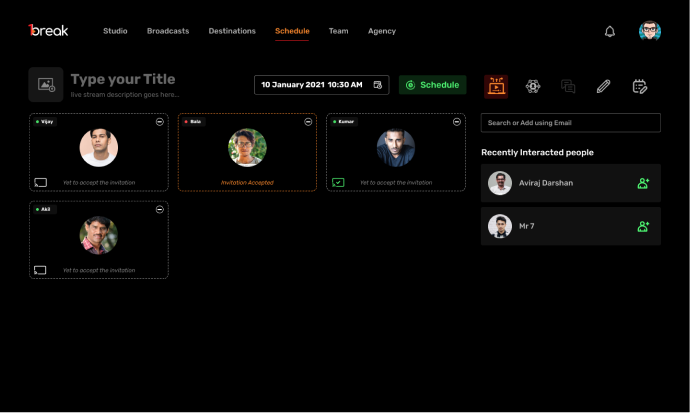 1break
Studio
Broadcasts
Destinations
Schedule
Team
Agency
Type your Title
live stream description goes here...
10 January 2021 10:30 AM
Schedule
Vijay
Yet to accept the invitation
Bala
Invitation Accepted
Kumar
Yet to accept the invitation
Akil
Yet to accept the invitation
Search or Add using Email
Recently Interacted people
Aviraj Darshan
Mr 7